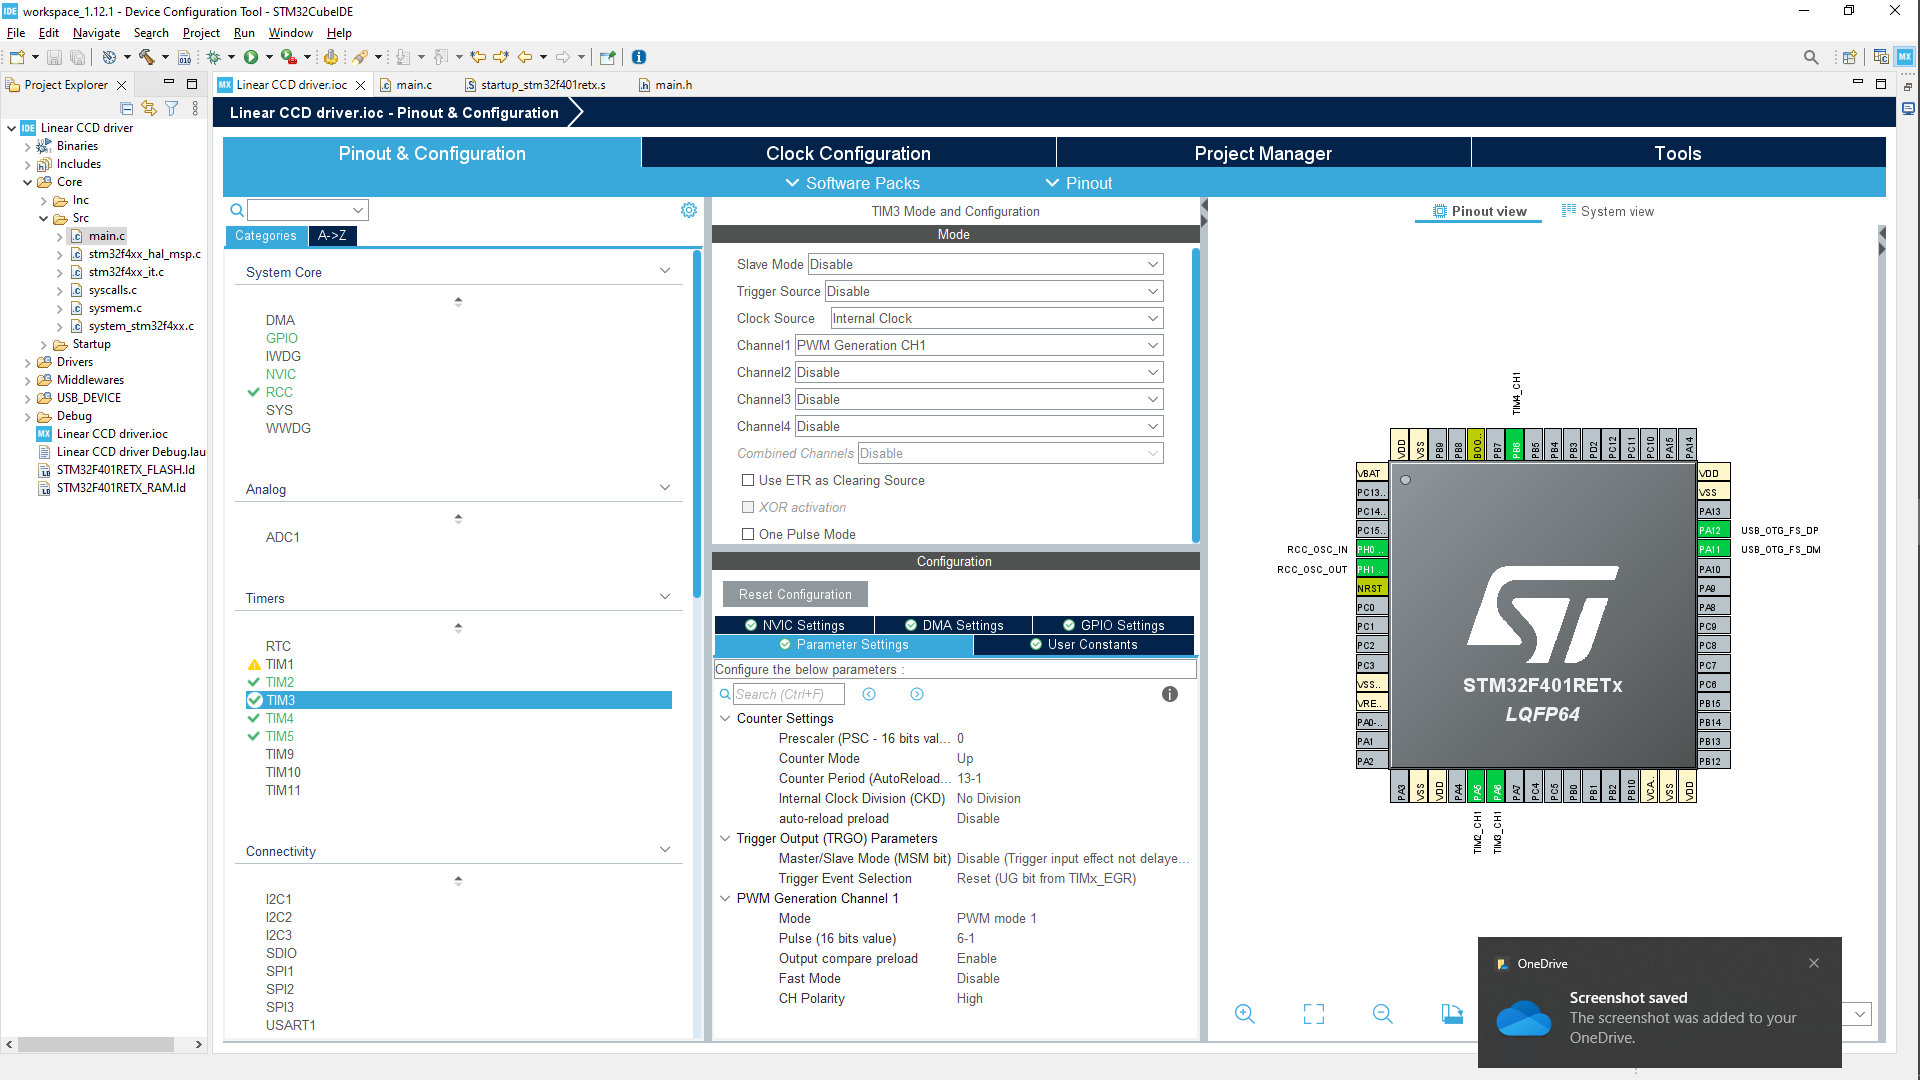 workspace_1.12.1 - Device Configuration Tool - STM32CubeIDE
File Edit Navigate Search Project Run Window Help
Project Explorer
Linear CCD driver.ioc main.c startup_stm32f401retx.s main.h
Linear CCD driver.ioc - Pinout & Configuration
Linear CCD driver
Binaries
Includes
Core
Inc
Src
main.c
stm32f4xx_hal_msp.c
stm32f4xx_it.c
syscalls.c
sysmem.c
system_stm32f4xx.c
Startup
Drivers
Middlewares
USB_DEVICE
Debug
Linear CCD driver.ioc
Linear CCD driver Debug.lau
STM32F401RETX_FLASH.ld
STM32F401RETX_RAM.ld
Pinout & Configuration
Clock Configuration
Project Manager
Tools
Software Packs
Pinout
Categories
A->Z
System Core
DMA
GPIO
IWDG
NVIC
RCC
SYS
WWDG
Analog
ADC1
Timers
RTC
TIM1
TIM2
TIM3
TIM4
TIM5
TIM9
TIM10
TIM11
Connectivity
I2C1
I2C2
I2C3
SDIO
SPI1
SPI2
SPI3
USART1
TIM3 Mode and Configuration
Mode
Slave Mode Disable
Trigger Source Disable
Clock Source Internal Clock
Channel1 PWM Generation CH1
Channel2 Disable
Channel3 Disable
Channel4 Disable
Combined Channels Disable
Use ETR as Clearing Source
XOR activation
One Pulse Mode
Configuration
Reset Configuration
NVIC Settings
DMA Settings
GPIO Settings
Parameter Settings
User Constants
Configure the below parameters :
Search (Ctrl+F)
Counter Settings
Prescaler (PSC - 16 bits val... 0
Counter Mode Up
Counter Period (AutoReload... 13-1
Internal Clock Division (CKD) No Division
auto-reload preload Disable
Trigger Output (TRGO) Parameters
Master/Slave Mode (MSM bit) Disable (Trigger input effect not delaye...
Trigger Event Selection Reset (UG bit from TIMx_EGR)
PWM Generation Channel 1
Mode PWM mode 1
Pulse (16 bits value) 6-1
Output compare preload Enable
Fast Mode Disable
CH Polarity High
Pinout view
System view
TIM4_CH1
VDD
VSS
PB9
PB8
BOO..
PB7
PB6
PB5
PB4
PB3
PD2
PC12
PC11
PC10
PA15
PA14
VBAT
PC13..
PC14..
PC15..
RCC_OSC_IN PH0 ..
RCC_OSC_OUT PH1 ..
NRST
PC0
PC1
PC2
PC3
VSS..
VRE..
PA0-..
PA1
PA2
STM32F401RETx
LQFP64
VDD
VSS
PA13
PA12 USB_OTG_FS_DP
PA11 USB_OTG_FS_DM
PA10
PA9
PA8
PC9
PC8
PC7
PC6
PB15
PB14
PB13
PB12
PA3
VSS
VDD
PA4
PA5
PA6
PA7
PC4
PC5
PB0
PB1
PB2
PB10
VCA..
VSS
VDD
TIM2_CH1
TIM3_CH1
OneDrive
Screenshot saved
The screenshot was added to your
OneDrive.